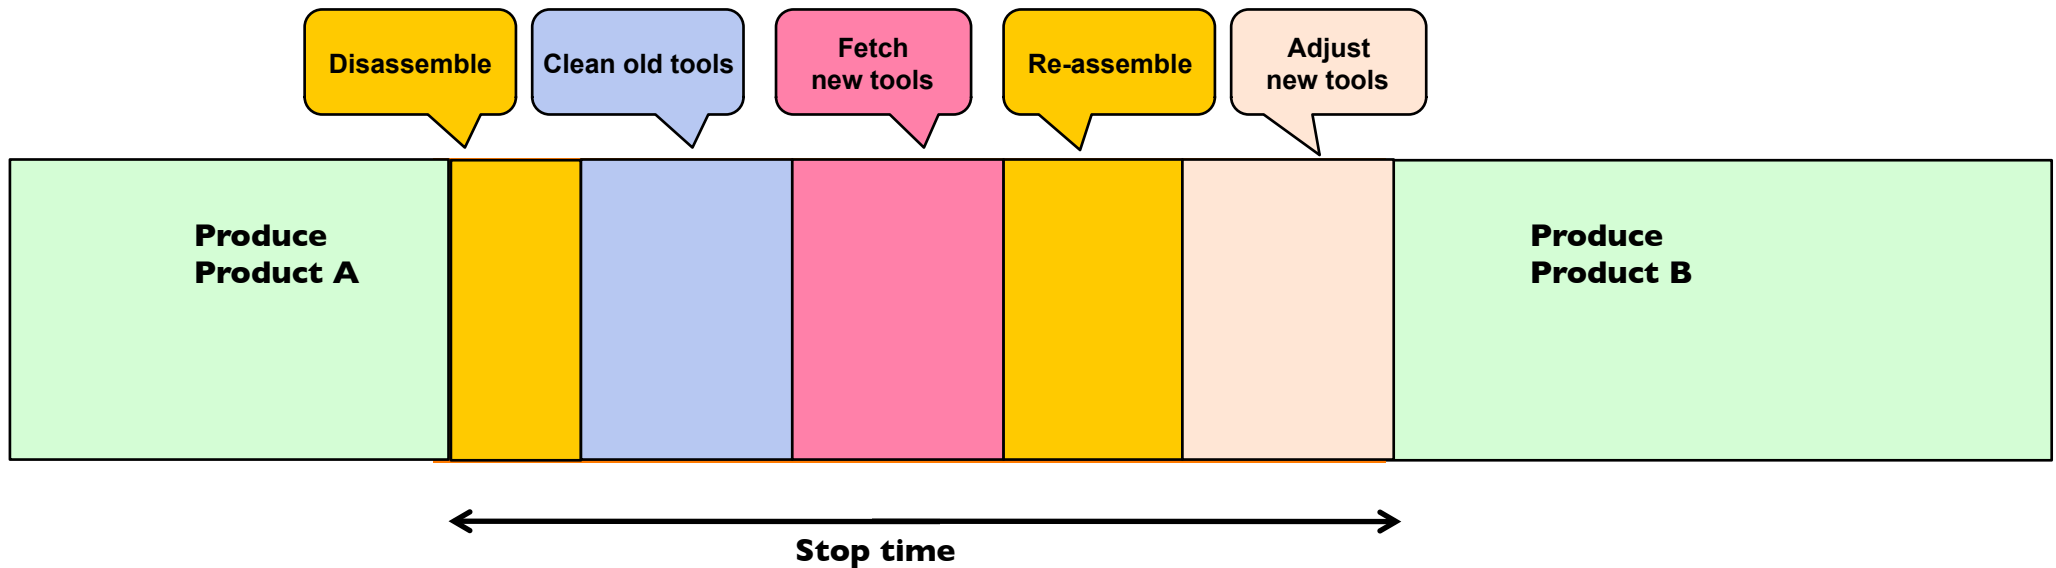 Disassemble
Clean old tools
Fetch
new tools
Re-assemble
Adjust
new tools
Produce
Product A
Produce
Product B
Stop time